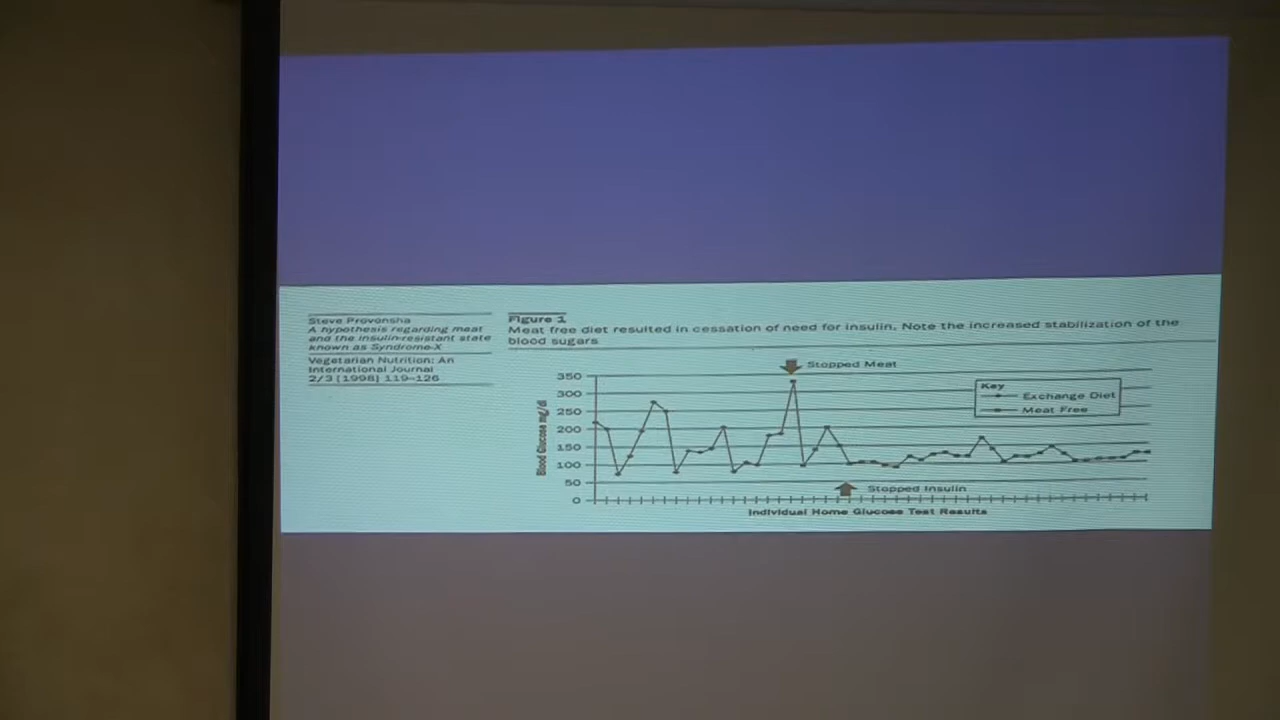 Steve Provonsha
A hypothesis regarding meat
and the insulin-resistant state
known as Syndrome-X
Vegetarian Nutrition: An
International Journal
2/3 [1998] 119–126
Figure 1
Meat free diet resulted in cessation of need for insulin. Note the increased stabilization of the
blood sugars
Stopped Meat
Key
Exchange Diet
Meat Free
Blood Glucose mg/dl
350
300
250
200
150
100
50
0
Stopped Insulin
Individual Home Glucose Test Results